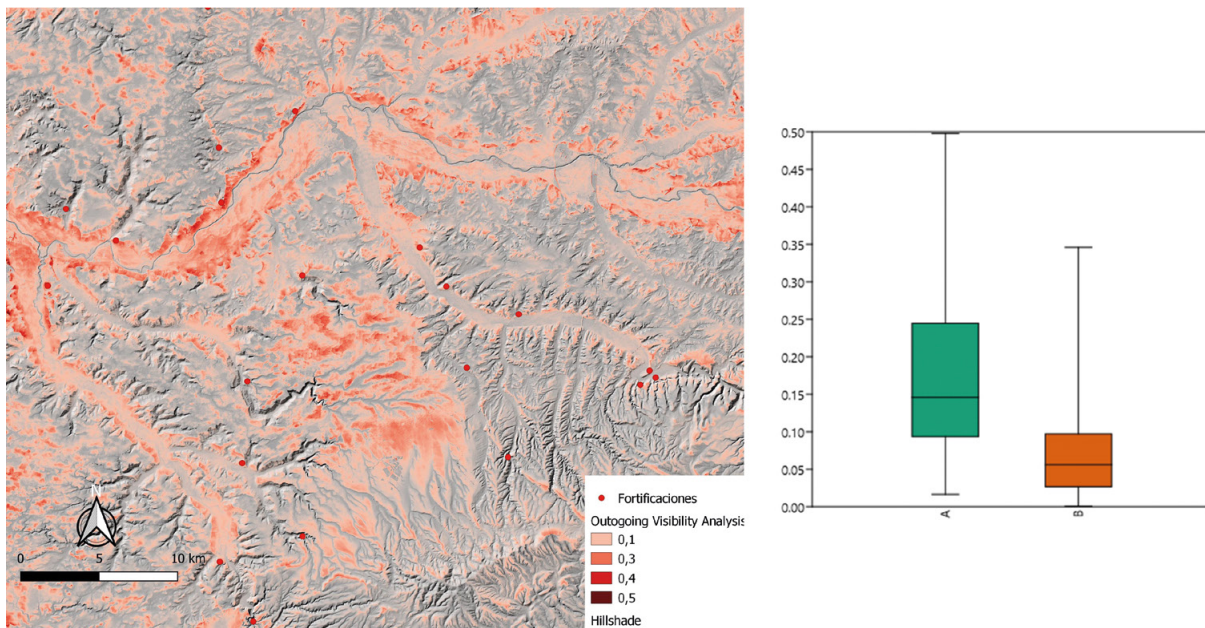 N
0 5 10 km
Fortificaciones
Outogoing Visibility Analysis
0,1
0,3
0,4
0,5
Hillshade
0.50
0.45
0.40
0.35
0.30
0.25
0.20
0.15
0.10
0.05
0.00
A
B